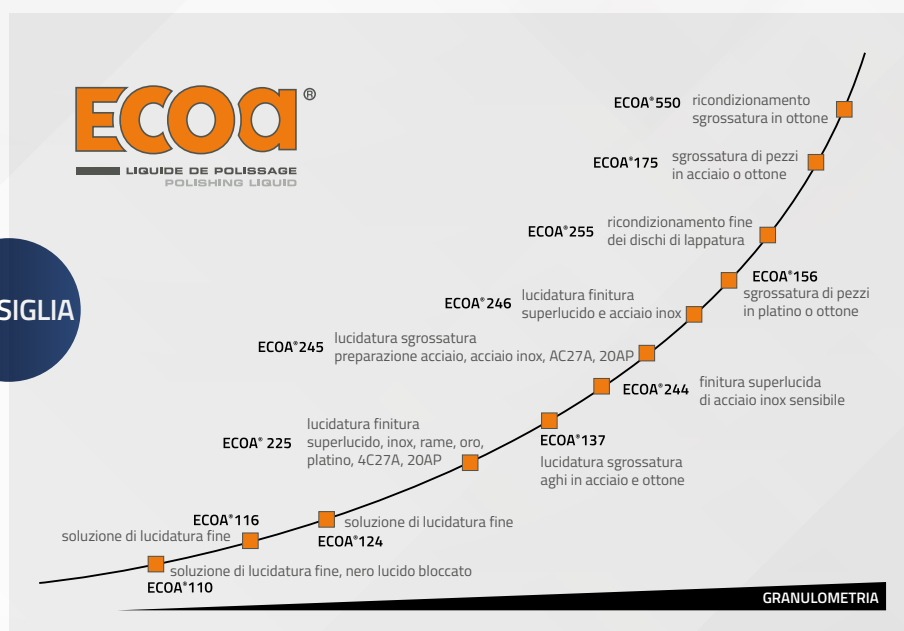 ECOa®
LIQUIDE DE POLISSAGE
POLISHING LIQUID
SIGLIA
ECOA®550 ricondizionamento
sgrossatura in ottone
ECOA®175 sgrossatura di pezzi
in acciaio o ottone
ECOA®255 ricondizionamento fine
dei dischi di lappatura
ECOA®156
sgrossatura di pezzi
in platino o ottone
ECOA®246 lucidatura finitura
superlucido e acciaio inox
ECOA®245 lucidatura sgrossatura
preparazione acciaio, acciaio inox, AC27A, 20AP
ECOA®244 finitura superlucida
di acciaio inox sensibile
ECOA®137
lucidatura sgrossatura
aghi in acciaio e ottone
ECOA® 225 lucidatura finitura
superlucido, inox, rame, oro,
platino, 4C27A, 20AP
ECOA®116
soluzione di lucidatura fine
soluzione di lucidatura fine
ECOA®124
soluzione di lucidatura fine, nero lucido bloccato
ECOA®110
GRANULOMETRIA